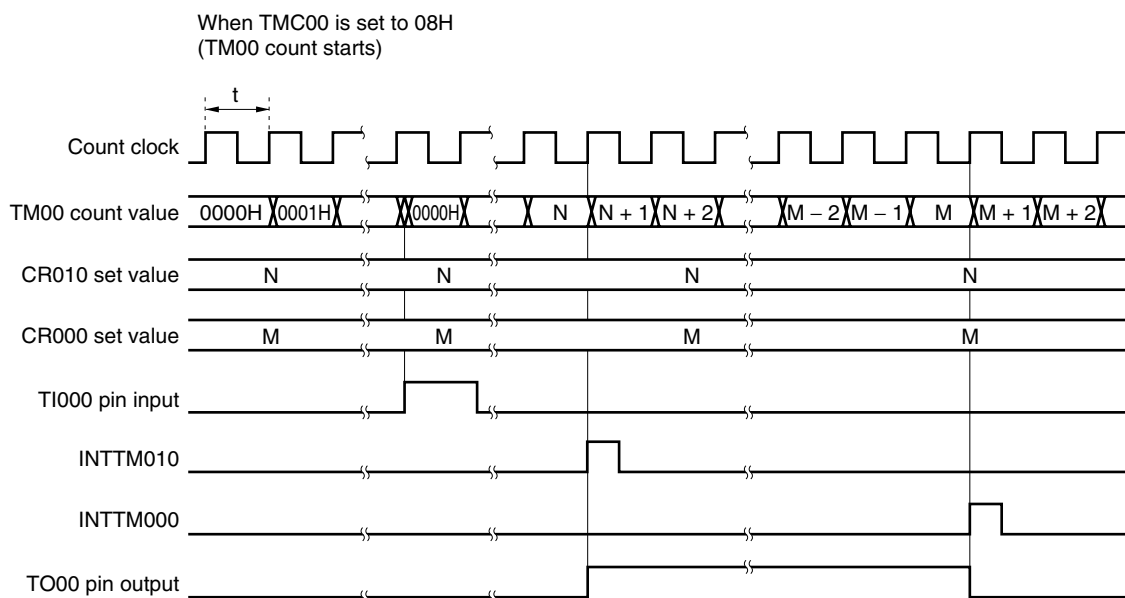 When TMC00 is set to 08H
(TM00 count starts)
t
Count clock
TM00 count value 0000H 0001H 0000H N N + 1 N + 2 M − 2 M − 1 M M + 1 M + 2
CR010 set value N N N N
CR000 set value M M M M
TI000 pin input
INTTM010
INTTM000
TO00 pin output